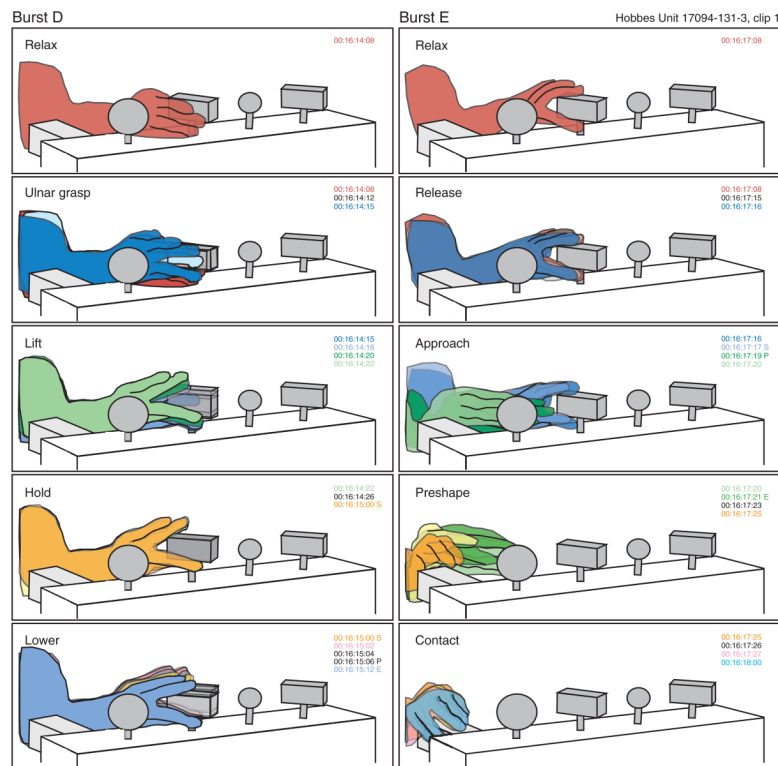 Burst D
Burst E
Hobbes Unit 17094-131-3, clip 1
Relax
00:16:14:08
Relax
00:16:17:08
Ulnar grasp
00:16:14:08
00:16:14:12
00:16:14:15
Release
00:16:17:08
00:16:17:15
00:16:17:16
Lift
00:16:14:15
00:16:14:18
00:16:14:20
00:16:14:22
Approach
00:16:17:16
00:16:17:17 S
00:16:17:19 P
00:16:17:20
Hold
00:16:14:22
00:16:14:26
00:16:15:00 S
Preshape
00:16:17:20
00:16:17:21 E
00:16:17:23
00:16:17:25
Lower
00:16:15:00 S
00:16:15:02
00:16:15:04
00:16:15:06 P
00:16:15:12 E
Contact
00:16:17:25
00:16:17:26
00:16:17:27
00:16:18:00